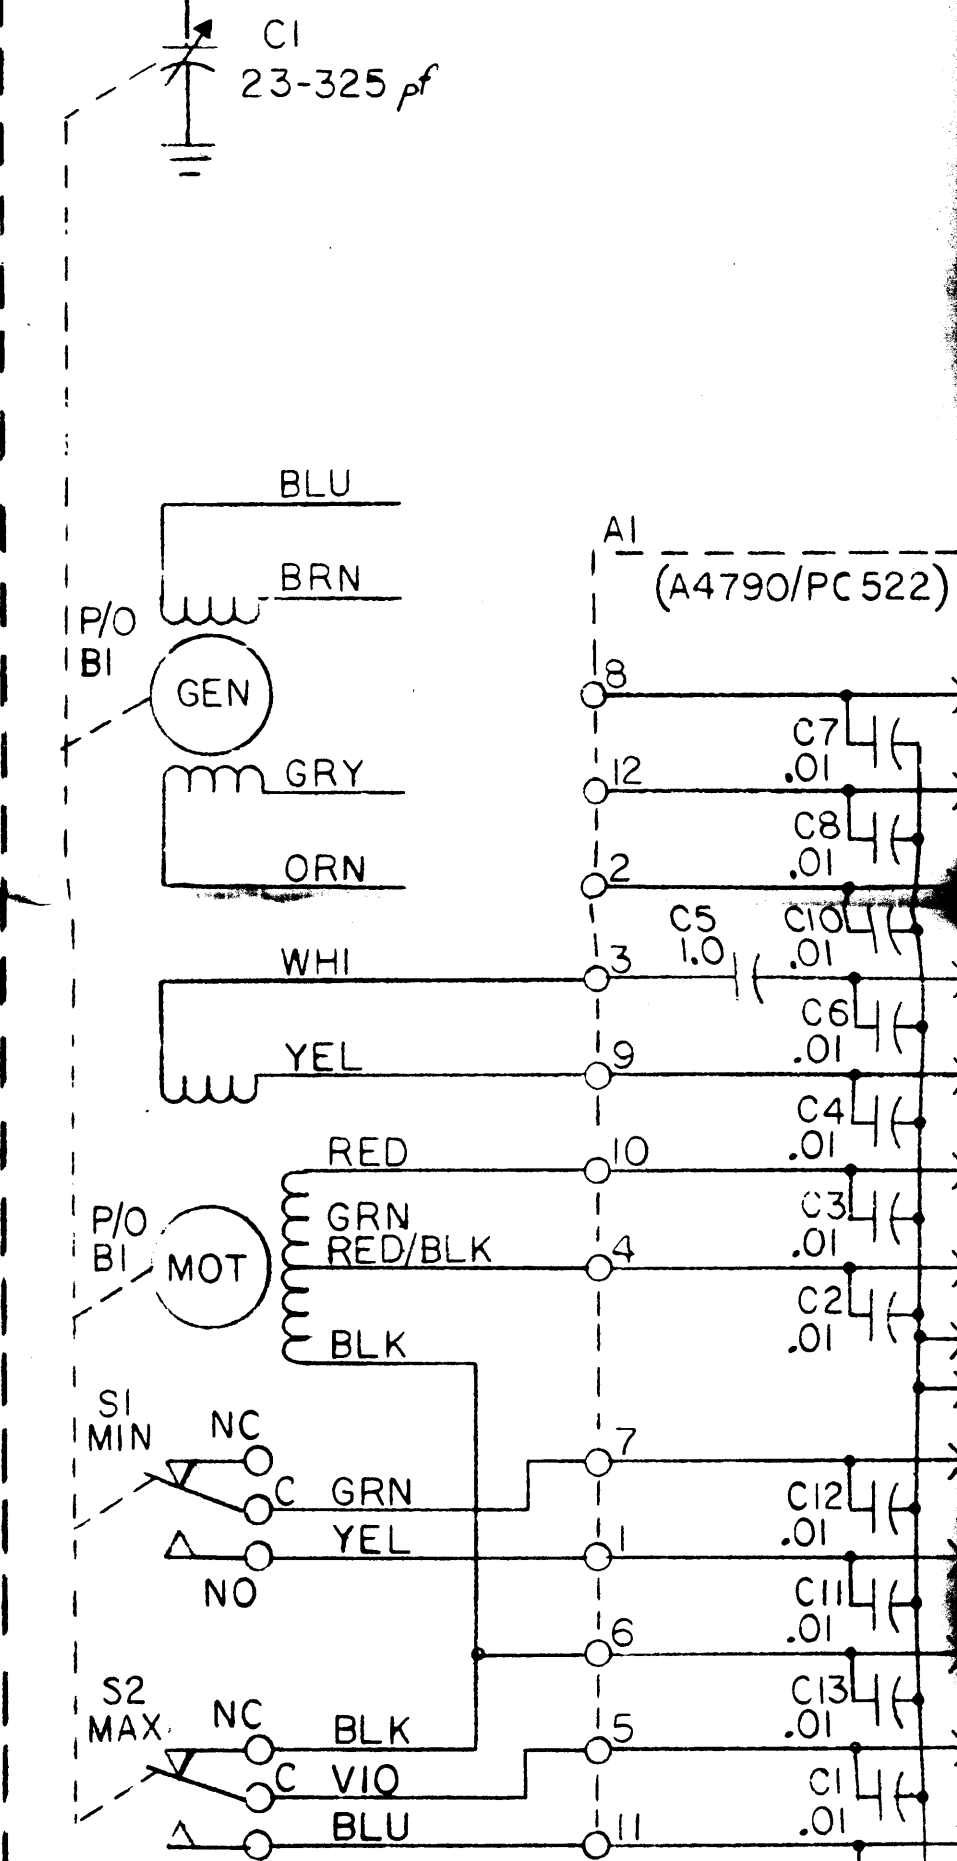 C1
23-325 pf
BLU
A1
BRN
(A4790/PC522)
P/O
B1
GEN
8
C7
.01
GRY
12
C8
.01
ORN
2
C5
1.0
C10
.01
WHI
3
C6
.01
YEL
9
C4
.01
RED
10
P/O
B1
MOT
GRN
RED/BLK
C3
.01
4
C2
.01
BLK
S1
MIN
NC
7
C
GRN
C12
.01
YEL
1
NO
C11
.01
6
S2
MAX
NC
C13
.01
BLK
5
C
VIO
C1
.01
BLU
11